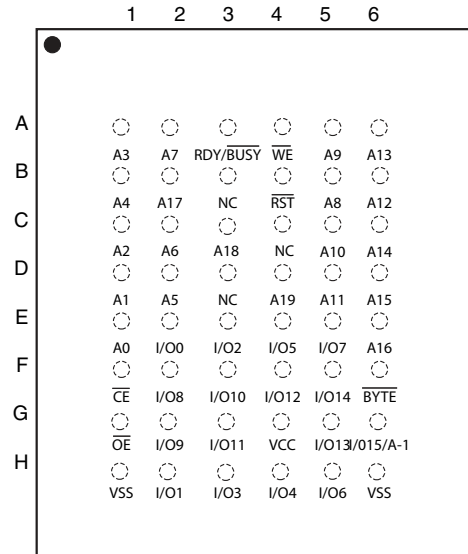 1 2 3 4 5 6
A
A3 A7 RDY/BUSY WE A9 A13
B
A4 A17 NC RST A8 A12
C
A2 A6 A18 NC A10 A14
D
A1 A5 NC A19 A11 A15
E
A0 I/O0 I/O2 I/O5 I/O7 A16
F
CE I/O8 I/O10 I/O12 I/O14 BYTE
G
OE I/O9 I/O11 VCC I/O13 I/015/A-1
H
VSS I/O1 I/O3 I/O4 I/O6 VSS